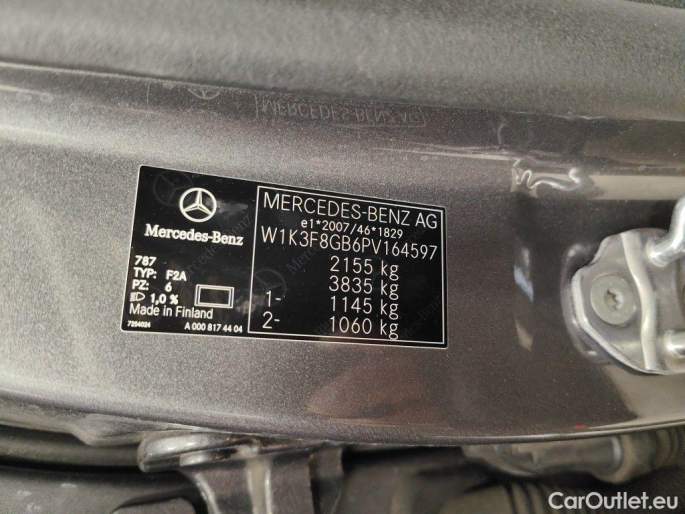 MERCEDES-BENZ AG
Mercedes-Benz
787
TYP: F2A
PZ: 6
1,0 %
Made in Finland
7254024
A 000 817 44 04
MERCEDES-BENZ AG
e1*2007/46*1829
W1K3F8GB6PV164597
2155 kg
3835 kg
1- 1145 kg
2- 1060 kg
CarOutlet.eu